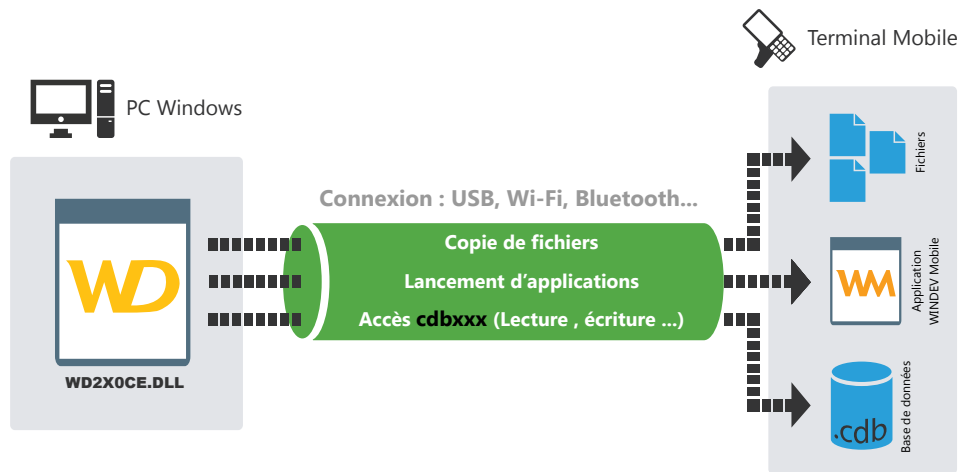 Terminal Mobile
PC Windows
Connexion : USB, Wi-Fi, Bluetooth...
WD
WD2X0CE.DLL
Copie de fichiers
Lancement d'applications
Accès cdbxxx (Lecture , écriture ...)
Fichiers
WM
Application
WINDEV Mobile
.cdb
Base de données